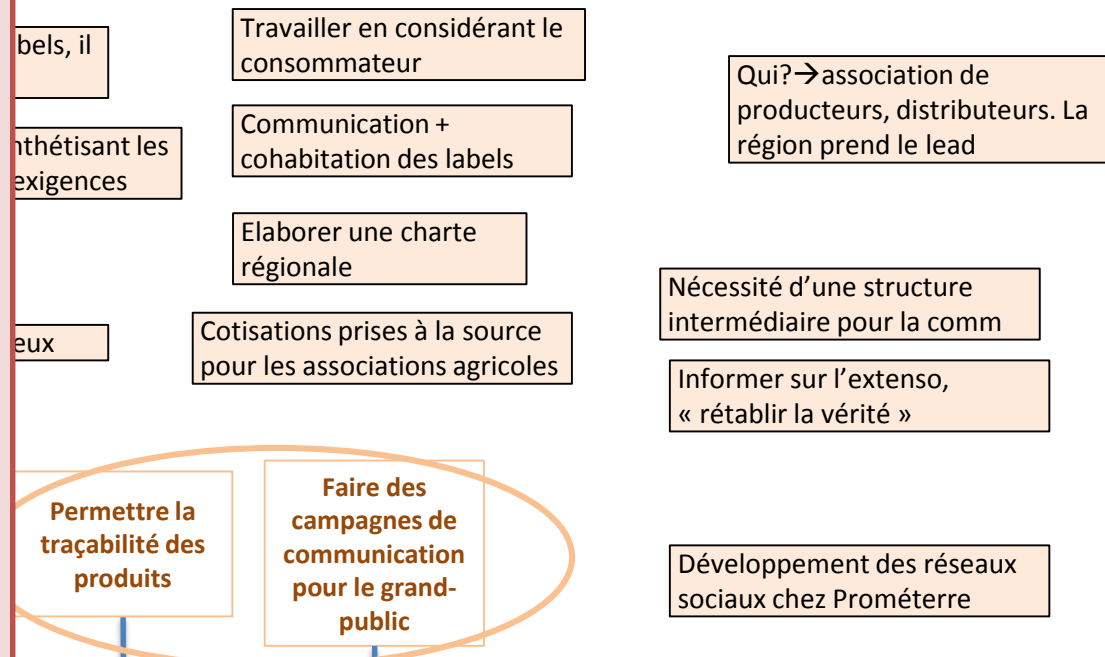 bels, il
nthétisant les
exigences
eux
Travailler en considérant le
consommateur
Communication +
cohabitation des labels
Elaborer une charte
régionale
Cotisations prises à la source
pour les associations agricoles
Qui?→association de
producteurs, distributeurs. La
région prend le lead
Nécessité d’une structure
intermédiaire pour la comm
Informer sur l’extenso,
« rétablir la vérité »
Permettre la
traçabilité des
produits
Faire des
campagnes de
communication
pour le grand-
public
Développement des réseaux
sociaux chez Prométerre